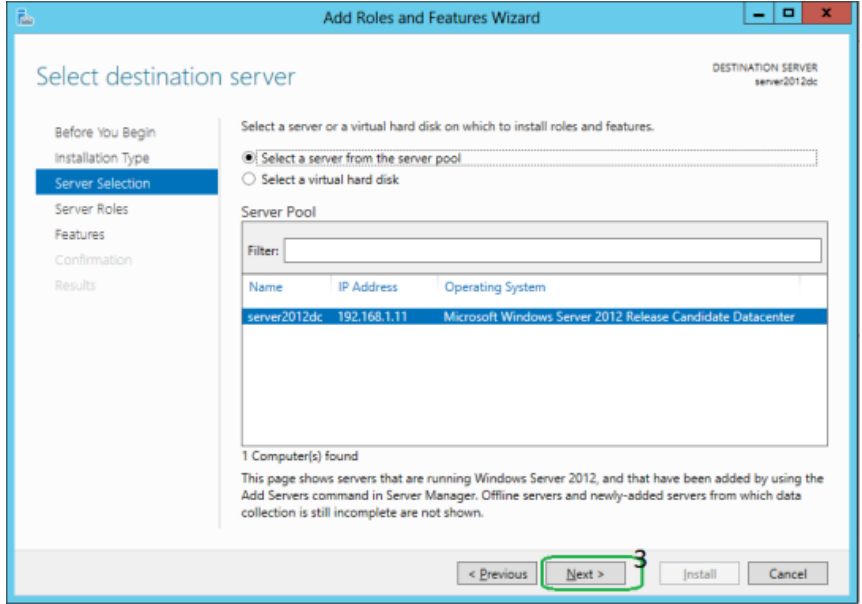 Add Roles and Features Wizard
Select destination server
DESTINATION SERVER
server2012dc
Before You Begin
Installation Type
Server Selection
Server Roles
Features
Confirmation
Results
Select a server or a virtual hard disk on which to install roles and features.
Select a server from the server pool
Select a virtual hard disk
Server Pool
Filter:
Name IP Address Operating System
server2012dc 192.168.1.11 Microsoft Windows Server 2012 Release Candidate Datacenter
1 Computer(s) found
This page shows servers that are running Windows Server 2012, and that have been added by using the
Add Servers command in Server Manager. Offline servers and newly-added servers from which data
collection is still incomplete are not shown.
< Previous Next > 3 Install Cancel